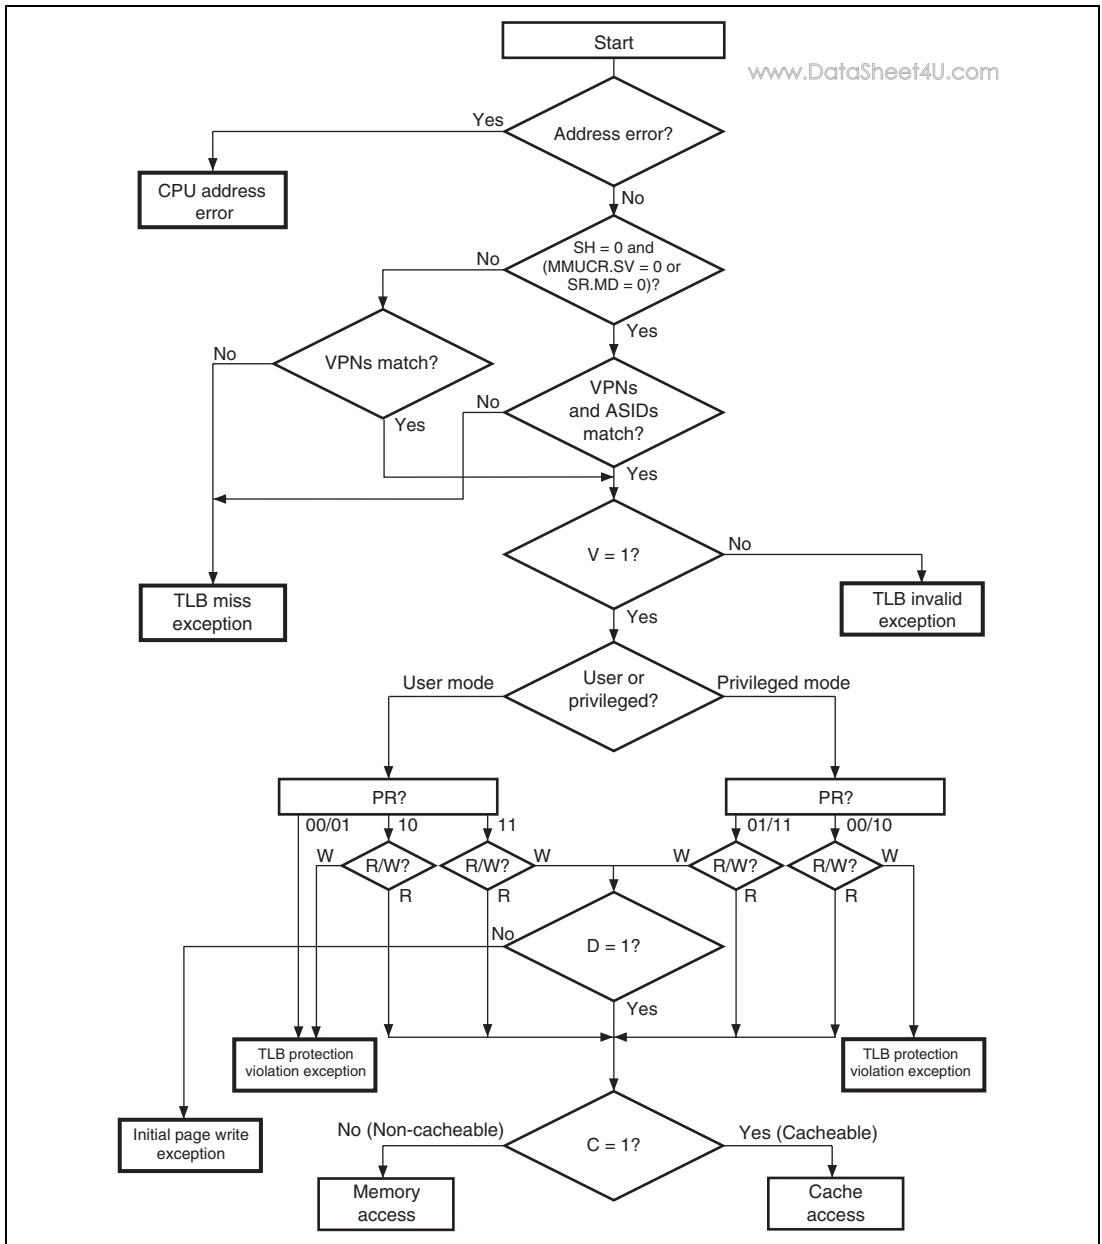 Start
www.DataSheet4U.com
Yes
Address error?
CPU address
error
No
SH = 0 and
(MMUCR.SV = 0 or
SR.MD = 0)?
No
Yes
No
VPNs match?
VPNs
and ASIDs
match?
No
Yes
Yes
V = 1?
No
TLB miss
exception
TLB invalid
exception
Yes
User mode
User or
privileged?
Privileged mode
PR?
PR?
00/01
10
11
01/11
00/10
W
R/W?
R/W?
W
W
R/W?
R/W?
W
R
R
R
R
No
D = 1?
Yes
TLB protection
violation exception
TLB protection
violation exception
Initial page write
exception
No (Non-cacheable)
C = 1?
Yes (Cacheable)
Memory
access
Cache
access